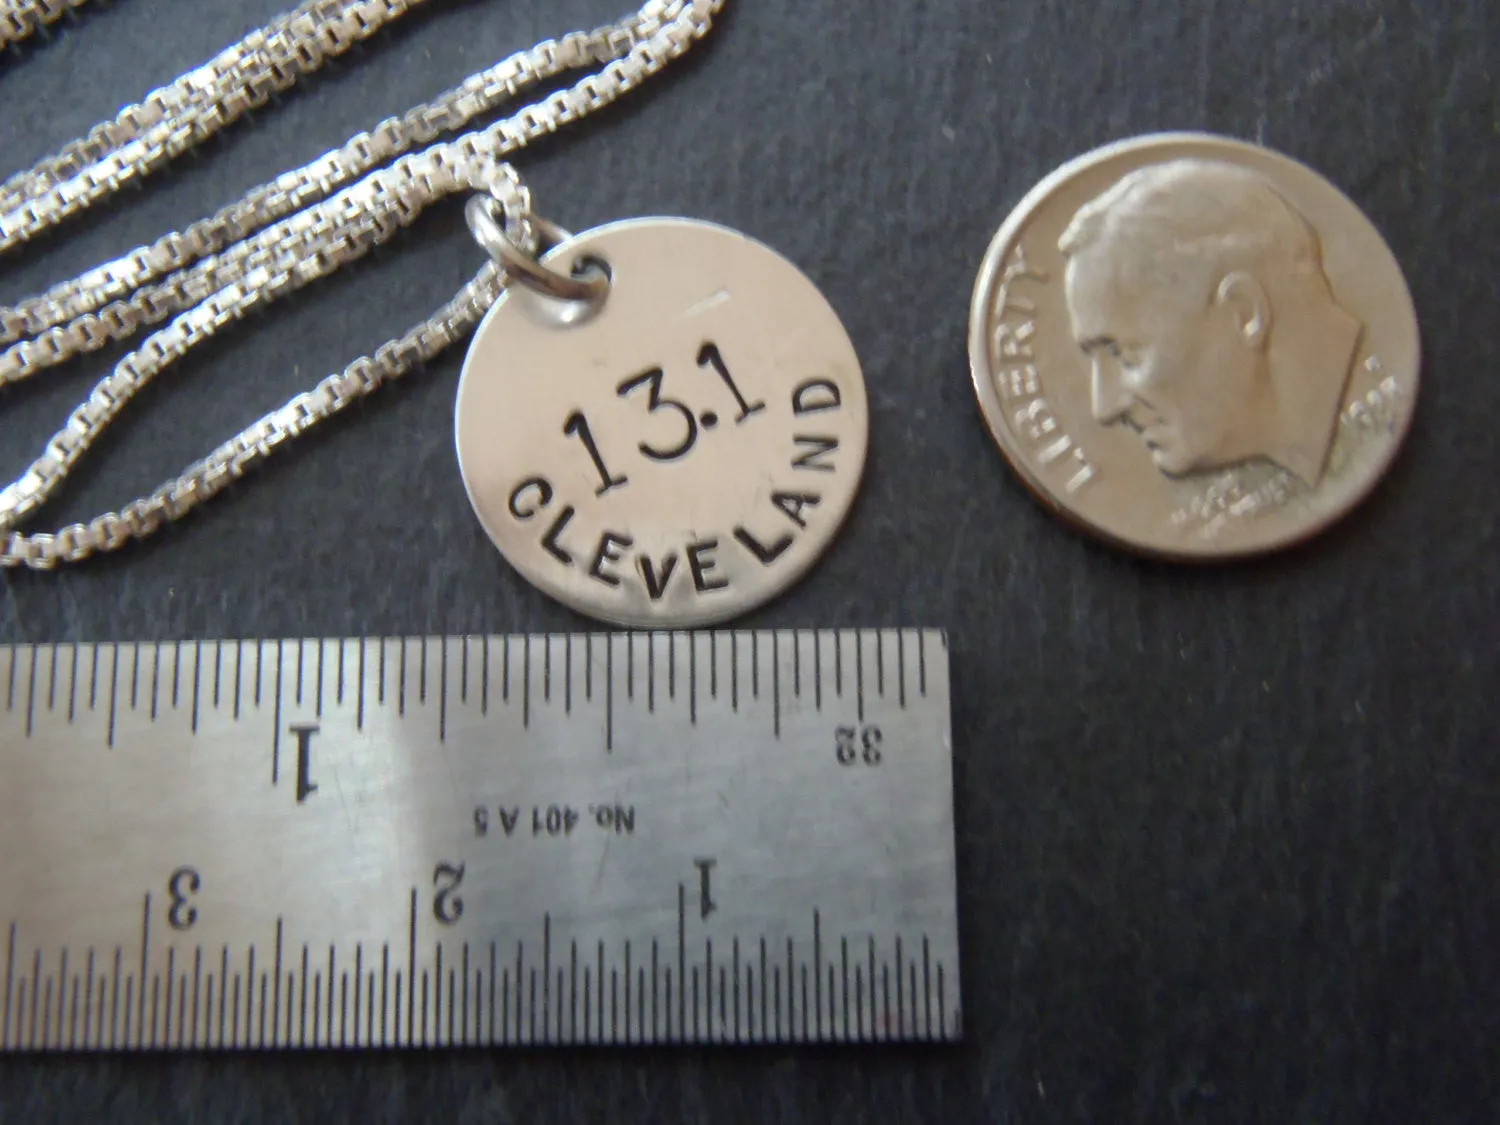 13.1
CLEVELAND
LIBERTY
1
32
No. 401 A 5
3
2
1